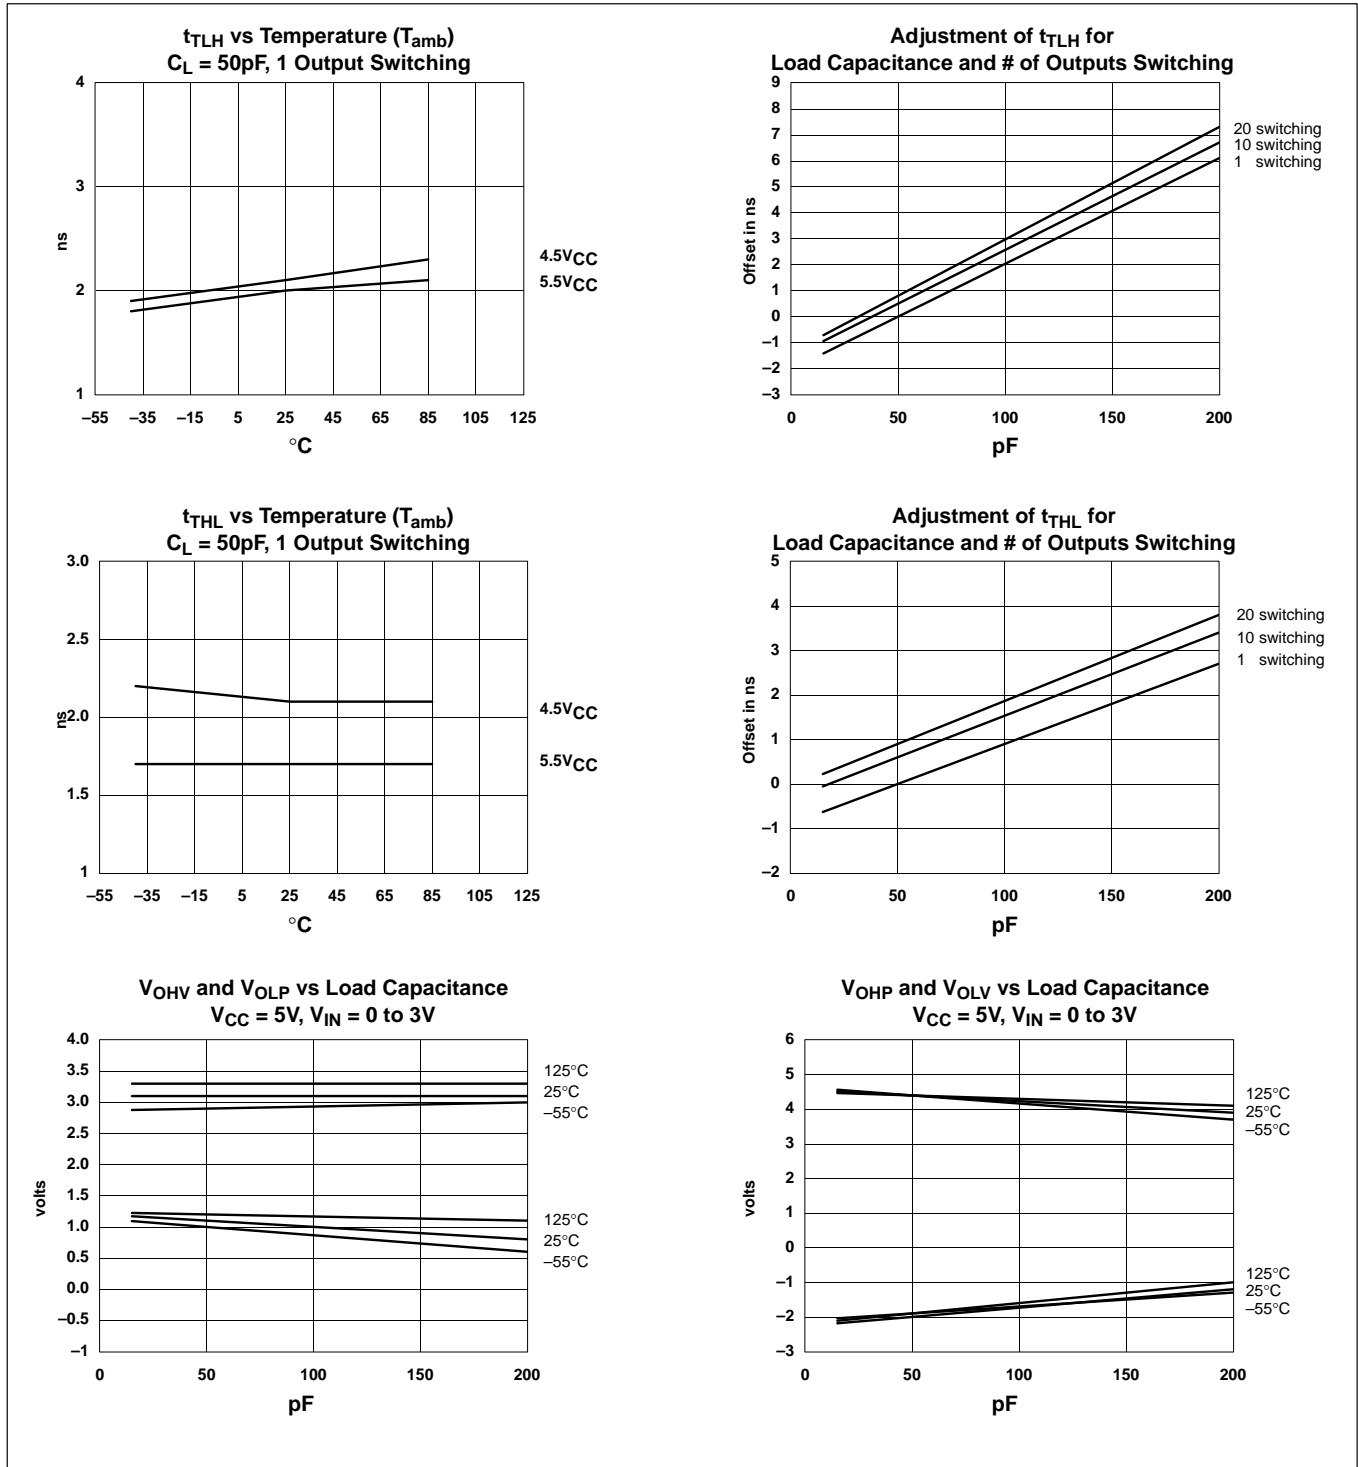 tTLH vs Temperature (Tamb)
CL = 50pF, 1 Output Switching
4
3
2
1
ns
4.5VCC
5.5VCC
–55 –35 –15 5 25 45 65 85 105 125
°C
Adjustment of tTLH for
Load Capacitance and # of Outputs Switching
9
8
7
6
5
4
3
2
1
0
–1
–2
–3
Offset in ns
20 switching
10 switching
1 switching
0 50 100 150 200
pF
tTHL vs Temperature (Tamb)
CL = 50pF, 1 Output Switching
3.0
2.5
2.0
1.5
1
ns
4.5VCC
5.5VCC
–55 –35 –15 5 25 45 65 85 105 125
°C
Adjustment of tTHL for
Load Capacitance and # of Outputs Switching
5
4
3
2
1
0
–1
–2
Offset in ns
20 switching
10 switching
1 switching
0 50 100 150 200
pF
VOHV and VOLP vs Load Capacitance
VCC = 5V, VIN = 0 to 3V
4.0
3.5
3.0
2.5
2.0
1.5
1.0
0.5
0.0
–0.5
–1
volts
125°C
25°C
–55°C
125°C
25°C
–55°C
0 50 100 150 200
pF
VOHP and VOLV vs Load Capacitance
VCC = 5V, VIN = 0 to 3V
6
5
4
3
2
1
0
–1
–2
–3
volts
125°C
25°C
–55°C
125°C
25°C
–55°C
0 50 100 150 200
pF